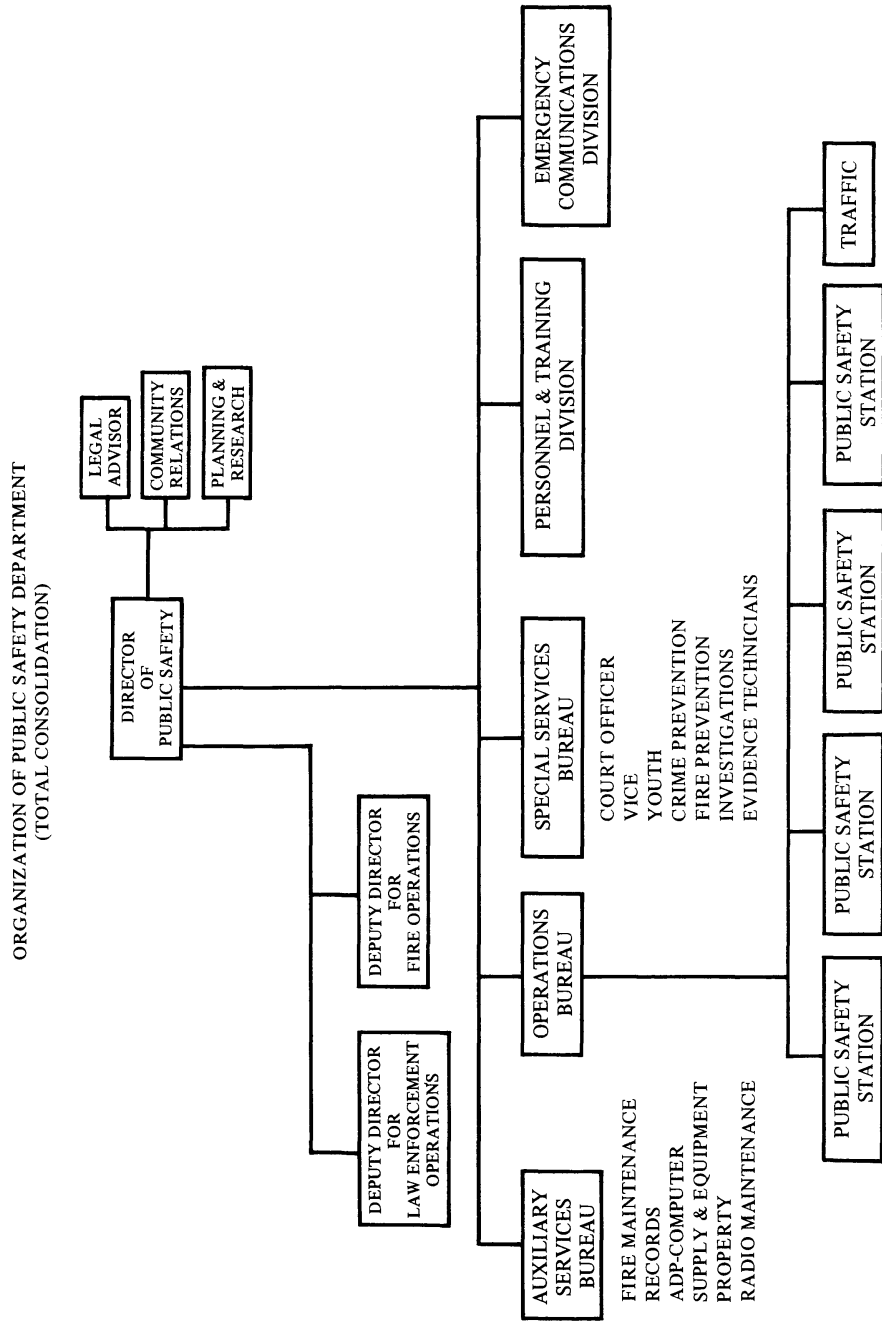 ORGANIZATION OF PUBLIC SAFETY DEPARTMENT
(TOTAL CONSOLIDATION)
DIRECTOR
OF
PUBLIC SAFETY
LEGAL
ADVISOR
COMMUNITY
RELATIONS
PLANNING &
RESEARCH
DEPUTY DIRECTOR
FOR
LAW ENFORCEMENT
OPERATIONS
DEPUTY DIRECTOR
FOR
FIRE OPERATIONS
AUXILIARY
SERVICES
BUREAU
FIRE MAINTENANCE
RECORDS
ADP-COMPUTER
SUPPLY & EQUIPMENT
PROPERTY
RADIO MAINTENANCE
OPERATIONS
BUREAU
SPECIAL SERVICES
BUREAU
COURT OFFICER
VICE
YOUTH
CRIME PREVENTION
FIRE PREVENTION
INVESTIGATIONS
EVIDENCE TECHNICIANS
PERSONNEL & TRAINING
DIVISION
EMERGENCY
COMMUNICATIONS
DIVISION
PUBLIC SAFETY
STATION
PUBLIC SAFETY
STATION
PUBLIC SAFETY
STATION
PUBLIC SAFETY
STATION
TRAFFIC